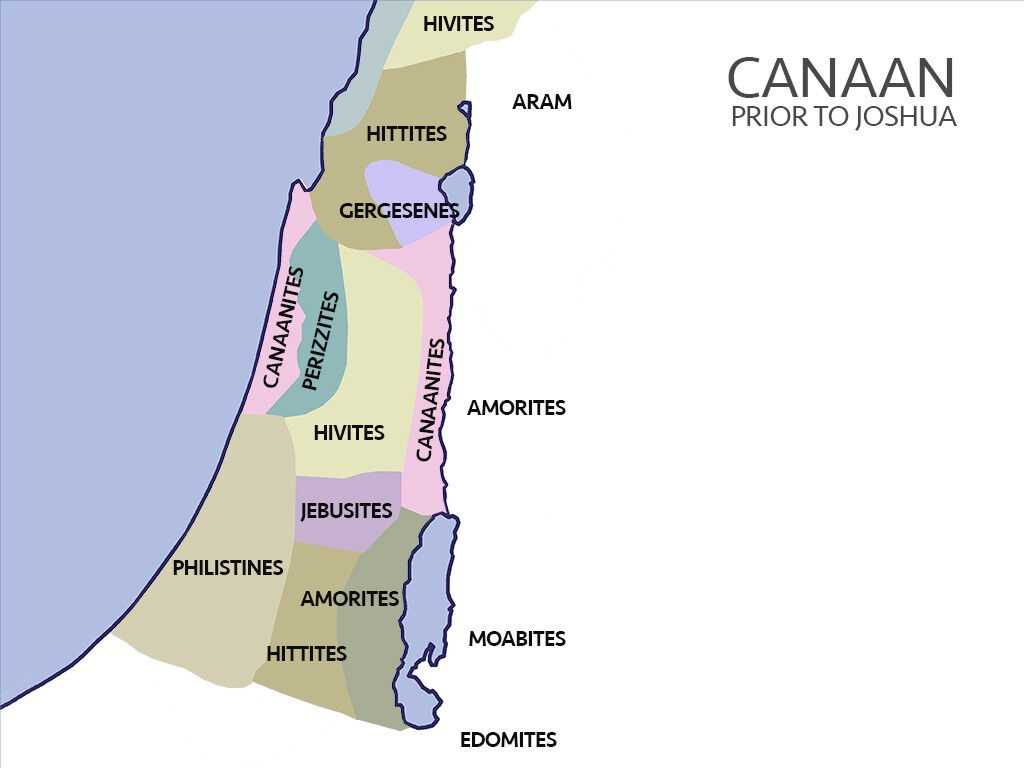 HIVITES
CANAAN
PRIOR TO JOSHUA
ARAM
HITTITES
GERGESENES
CANAANITES
PERIZZITES
CANAANITES
AMORITES
HIVITES
JEBUSITES
PHILISTINES
AMORITES
MOABITES
HITTITES
EDOMITES